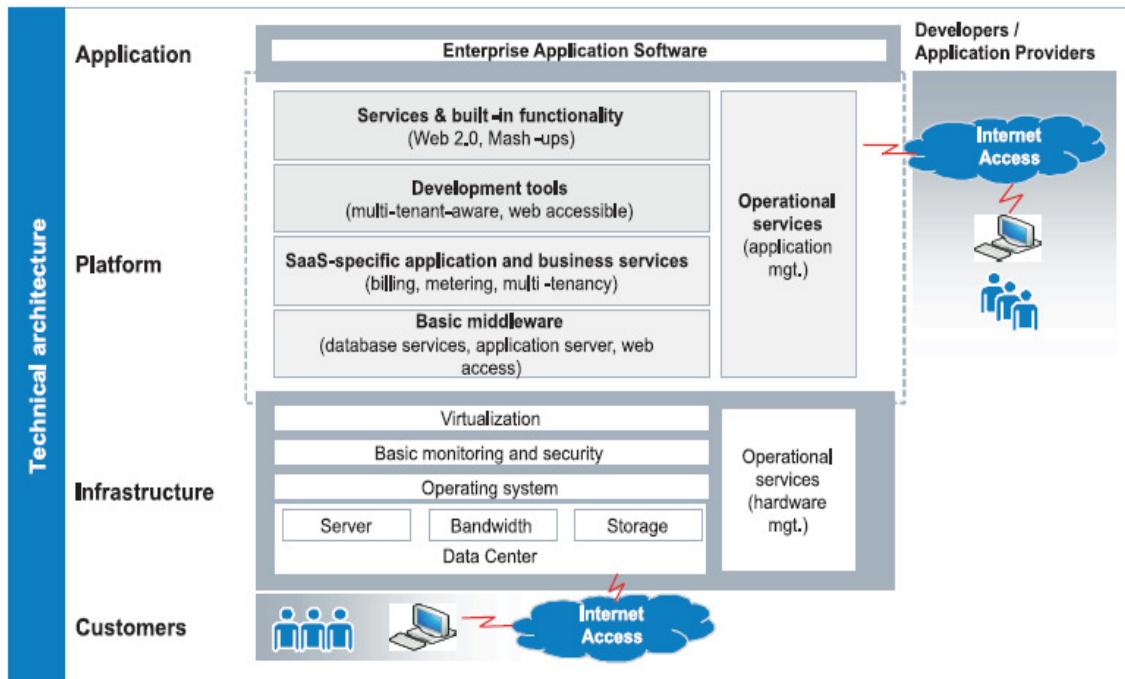 Technical architecture
Application
Enterprise Application Software
Developers /
Application Providers
Platform
Services & built-in functionality
(Web 2.0, Mash-ups)
Development tools
(multi-tenant-aware, web accessible)
SaaS-specific application and business services
(billing, metering, multi-tenancy)
Basic middleware
(database services, application server, web
access)
Operational
services
(application
mgt.)
Internet
Access
Infrastructure
Virtualization
Basic monitoring and security
Operating system
Server
Bandwidth
Storage
Data Center
Operational
services
(hardware
mgt.)
Customers
Internet
Access